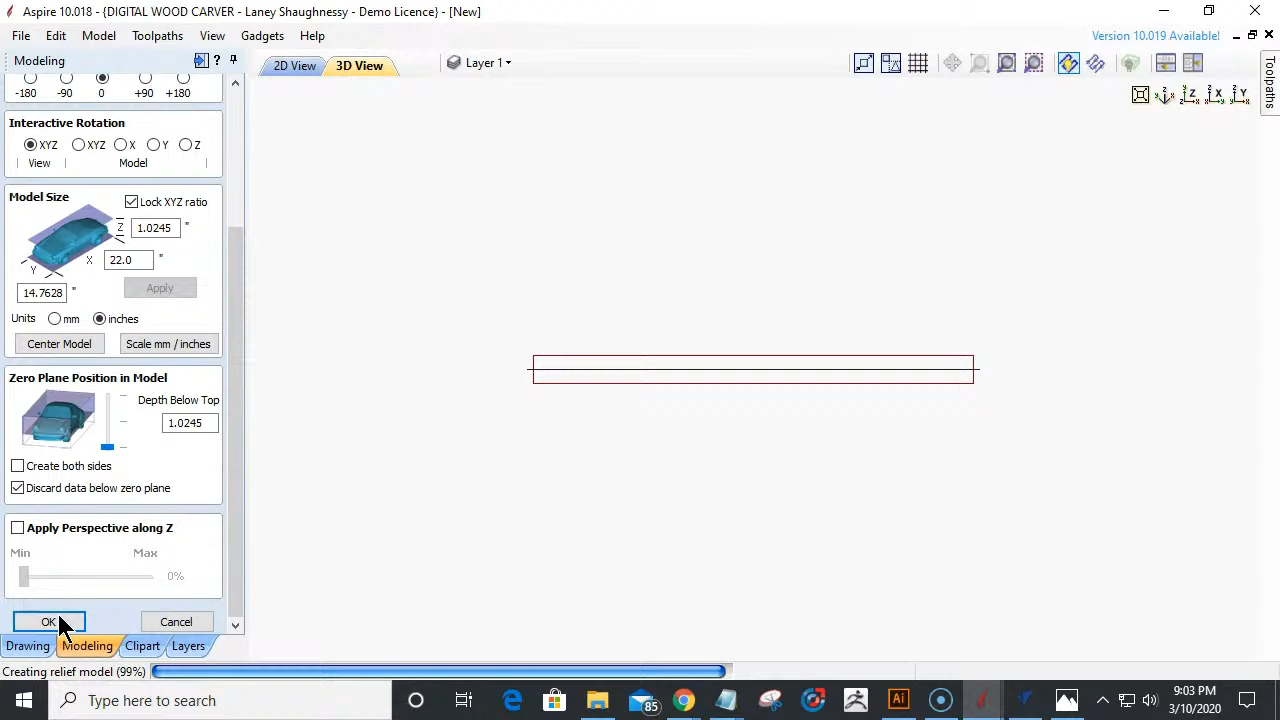 Aspire 10.018 - {DIGITAL WOOD CARVER - Laney Shaughnessy - Demo Licence} - [New]
File Edit Model Toolpaths View Gadgets Help Version 10.019 Available!
Modeling ?
2D View 3D View Layer 1
Toolpaths
-180 -90 0 +90 +180
Z X Y
Interactive Rotation
XYZ XYZ X Y Z
View Model
Model Size
Lock XYZ ratio
Z 1.0245 "
X 22.0 "
Y
14.7628 " Apply
Units mm inches
Center Model Scale mm / inches
Zero Plane Position in Model
Depth Below Top
1.0245
Create both sides
Discard data below zero plane
Apply Perspective along Z
Min Max
0%
OK Cancel
Drawing Modeling Clipart Layers
Creating relief model (99%)
Type here to search
85
Ai
9:03 PM
3/10/2020